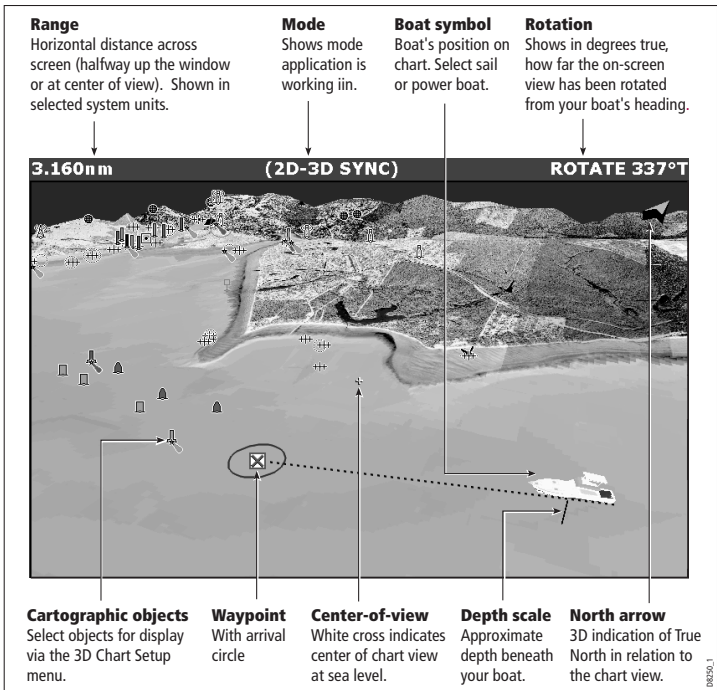 Range
Horizontal distance across
screen (halfway up the window
or at center of view).  Shown in
selected system units.
Mode
Shows mode
application is
working iin.
Boat symbol
Boat's position on
chart. Select sail
or power boat.
Rotation
Shows in degrees true,
how far the on-screen
view has been rotated
from your boat's heading.
3.160nm
(2D-3D SYNC)
ROTATE 337°T
Cartographic objects
Select objects for display
via the 3D Chart Setup
menu.
Waypoint
With arrival
circle
Center-of-view
White cross indicates
center of chart view
at sea level.
Depth scale
Approximate
depth beneath
your boat.
North arrow
3D indication of True
North in relation to
the chart view.
D8250_1